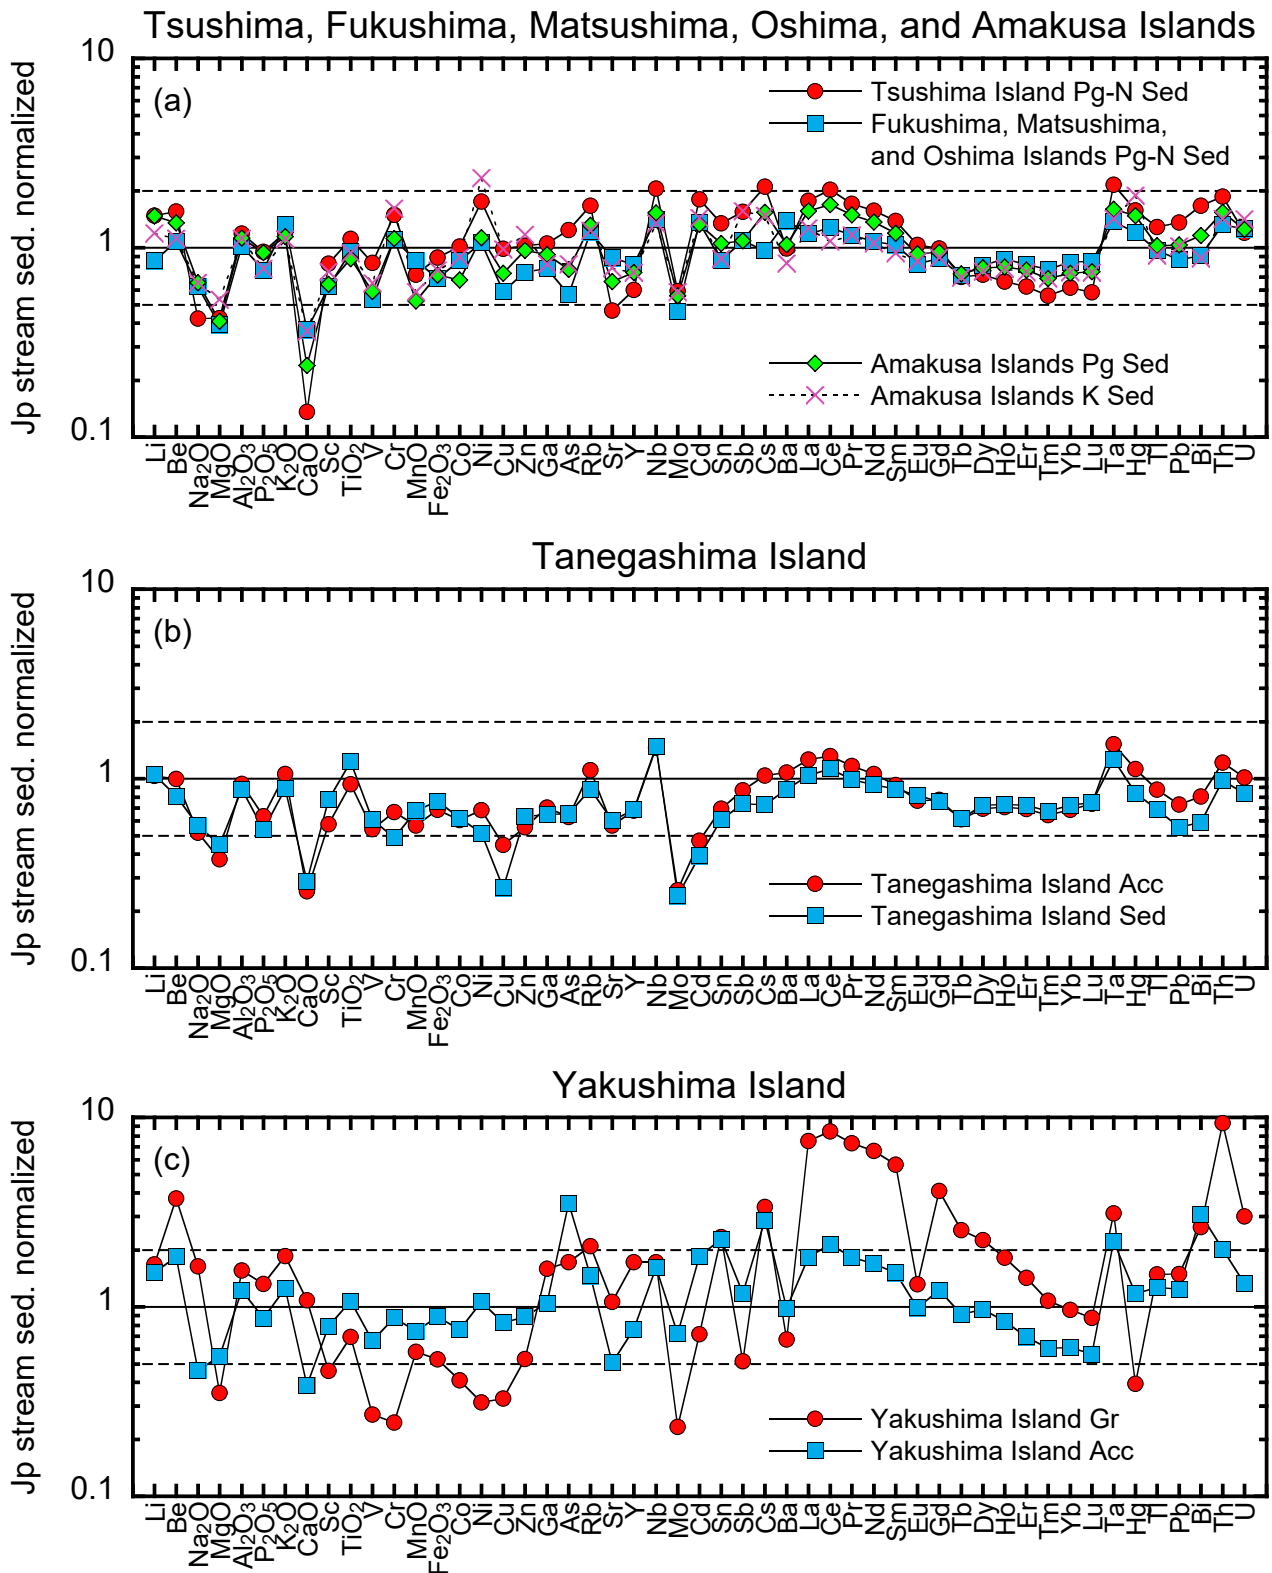 Tsushima, Fukushima, Matsushima, Oshima, and Amakusa Islands
Jp stream sed. normalized
10
1
0.1
(a)
Tsushima Island Pg-N Sed
Fukushima, Matsushima,
and Oshima Islands Pg-N Sed
Amakusa Islands Pg Sed
Amakusa Islands K Sed
Li Be Na₂O MgO Al₂O₃ P₂O₅ K₂O CaO Sc TiO₂ V Cr MnO Fe₂O₃ Co Ni Cu Zn Ga As Rb Sr Y Nb Mo Cd Sn Sb Cs Ba La Ce Pr Nd Sm Eu Gd Tb Dy Ho Er Tm Yb Lu Ta Hg Tl Pb Bi Th U
Tanegashima Island
Jp stream sed. normalized
10
1
0.1
(b)
Tanegashima Island Acc
Tanegashima Island Sed
Li Be Na₂O MgO Al₂O₃ P₂O₅ K₂O CaO Sc TiO₂ V Cr MnO Fe₂O₃ Co Ni Cu Zn Ga As Rb Sr Y Nb Mo Cd Sn Sb Cs Ba La Ce Pr Nd Sm Eu Gd Tb Dy Ho Er Tm Yb Lu Ta Hg Tl Pb Bi Th U
Yakushima Island
Jp stream sed. normalized
10
1
0.1
(c)
Yakushima Island Gr
Yakushima Island Acc
Li Be Na₂O MgO Al₂O₃ P₂O₅ K₂O CaO Sc TiO₂ V Cr MnO Fe₂O₃ Co Ni Cu Zn Ga As Rb Sr Y Nb Mo Cd Sn Sb Cs Ba La Ce Pr Nd Sm Eu Gd Tb Dy Ho Er Tm Yb Lu Ta Hg Tl Pb Bi Th U